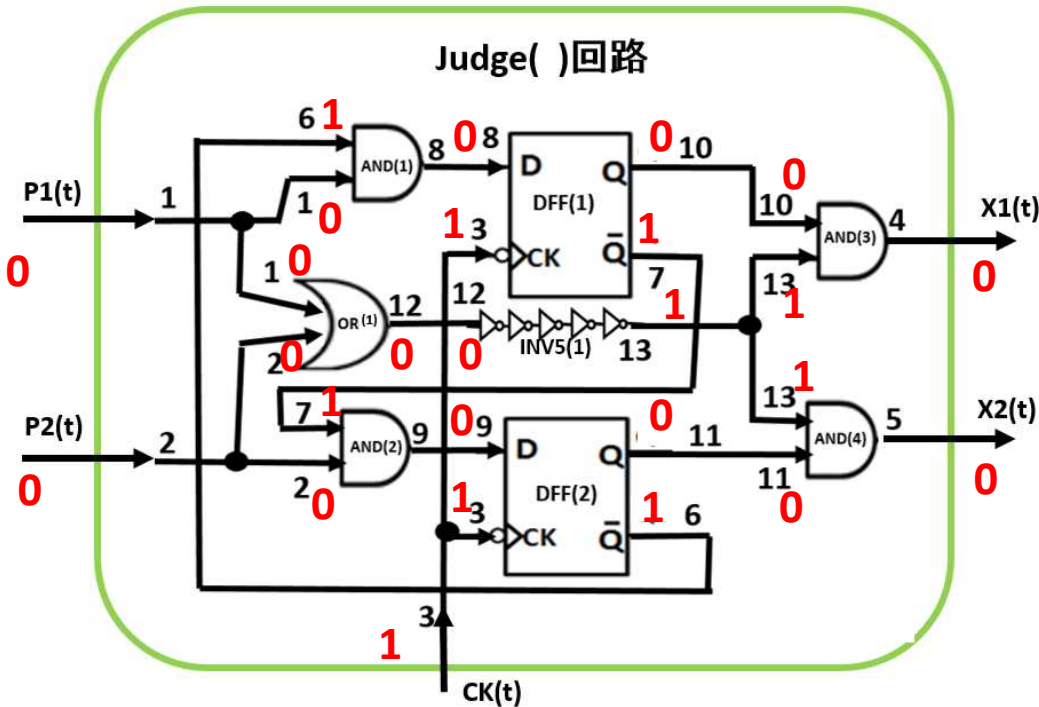 Judge( )回路
6 1
AND(1)
8 0 8
D
Q
0 10
0
DFF(1)
P1(t)
1
1 0
0
1 3
CK
Q̄
1
7
10
AND(3)
4
X1(t)
0
1 0
OR(1)
12
0
12
0
INV5(1)
1
13
13
1
2 0
7 1
AND(2)
9 0 9
D
Q
0
11
13 1
AND(4)
5
X2(t)
0
P2(t)
0
2
2 0
DFF(2)
1 3
CK
Q̄
1
6
11 0
3
1
CK(t)